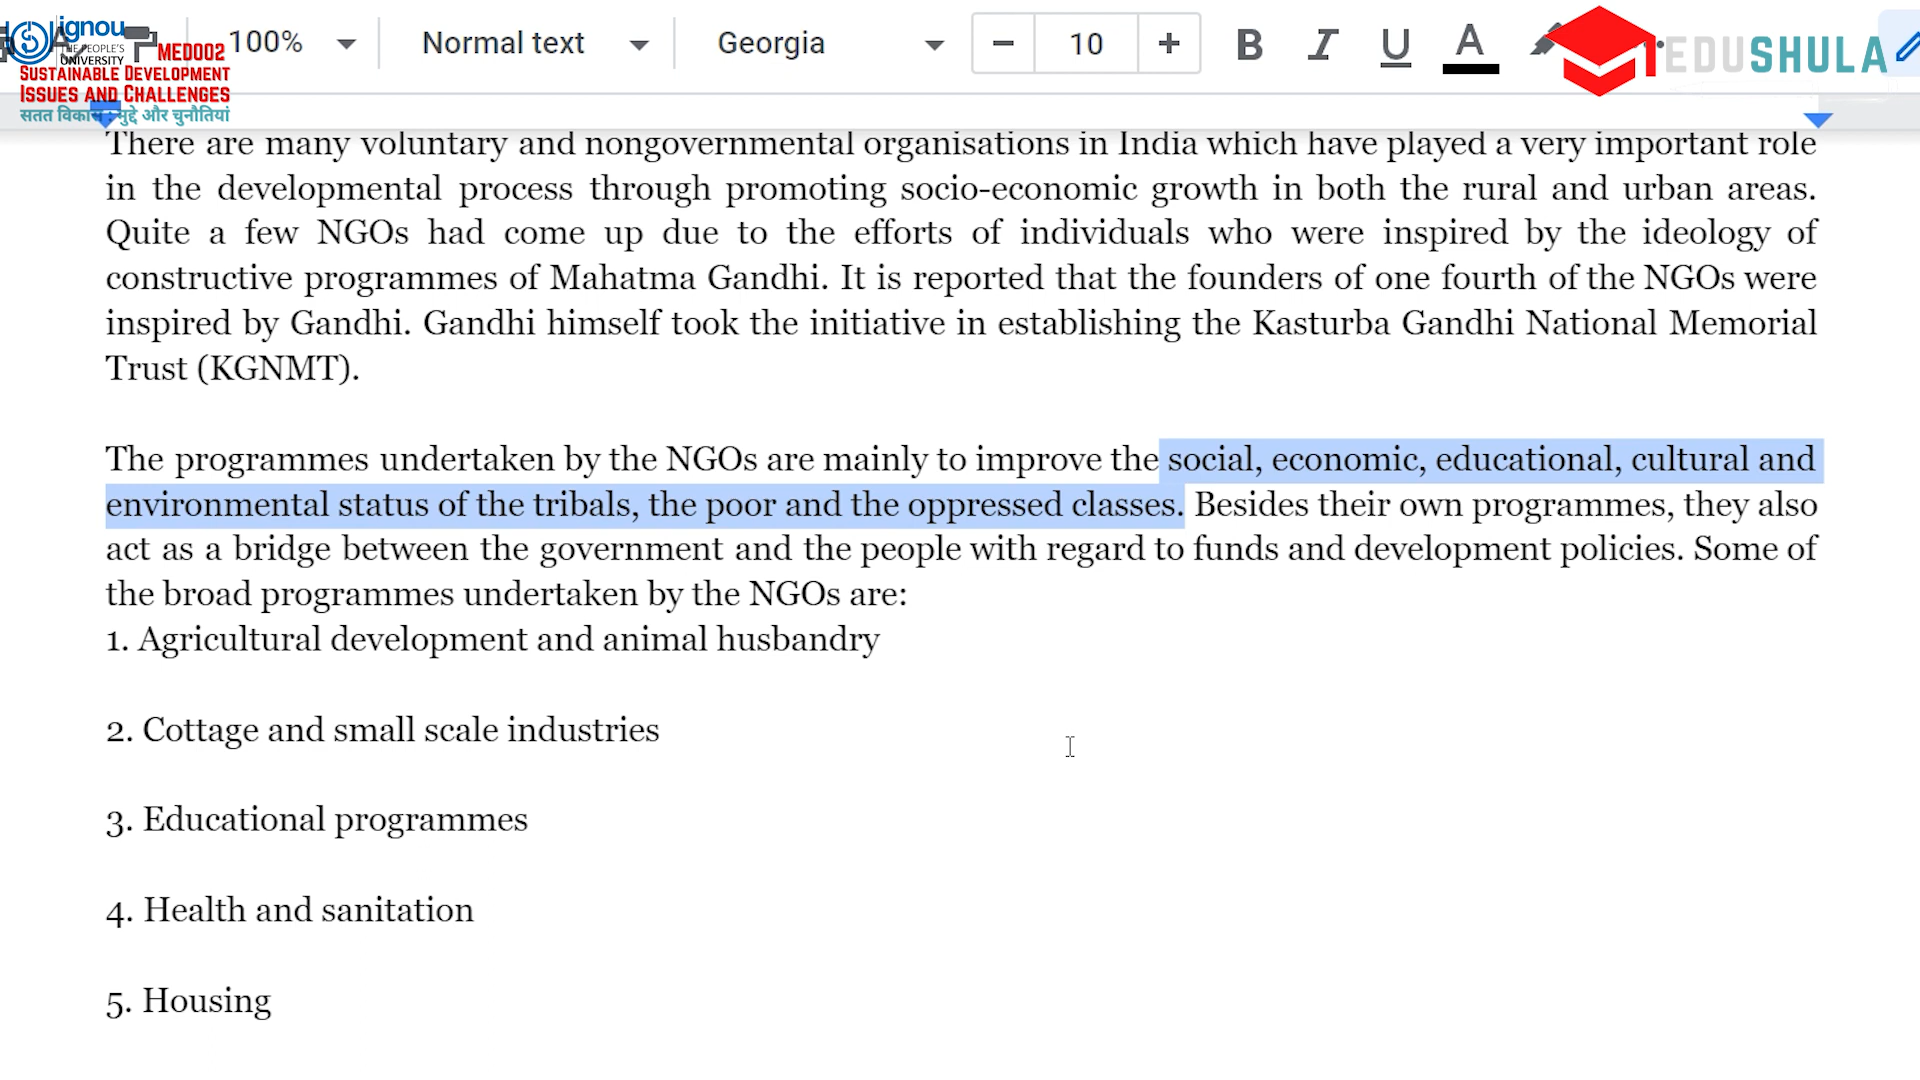 ignou
THE PEOPLE'S
UNIVERSITY
MED002
SUSTAINABLE DEVELOPMENT
ISSUES AND CHALLENGES
सतत विकास : मुद्दे और चुनौतियां
100%
Normal text
Georgia
10
B I U A
EDUSHULA
There are many voluntary and nongovernmental organisations in India which have played a very important role
in the developmental process through promoting socio-economic growth in both the rural and urban areas.
Quite a few NGOs had come up due to the efforts of individuals who were inspired by the ideology of
constructive programmes of Mahatma Gandhi. It is reported that the founders of one fourth of the NGOs were
inspired by Gandhi. Gandhi himself took the initiative in establishing the Kasturba Gandhi National Memorial
Trust (KGNMT).
The programmes undertaken by the NGOs are mainly to improve the social, economic, educational, cultural and
environmental status of the tribals, the poor and the oppressed classes. Besides their own programmes, they also
act as a bridge between the government and the people with regard to funds and development policies. Some of
the broad programmes undertaken by the NGOs are:
1. Agricultural development and animal husbandry
2. Cottage and small scale industries
3. Educational programmes
4. Health and sanitation
5. Housing